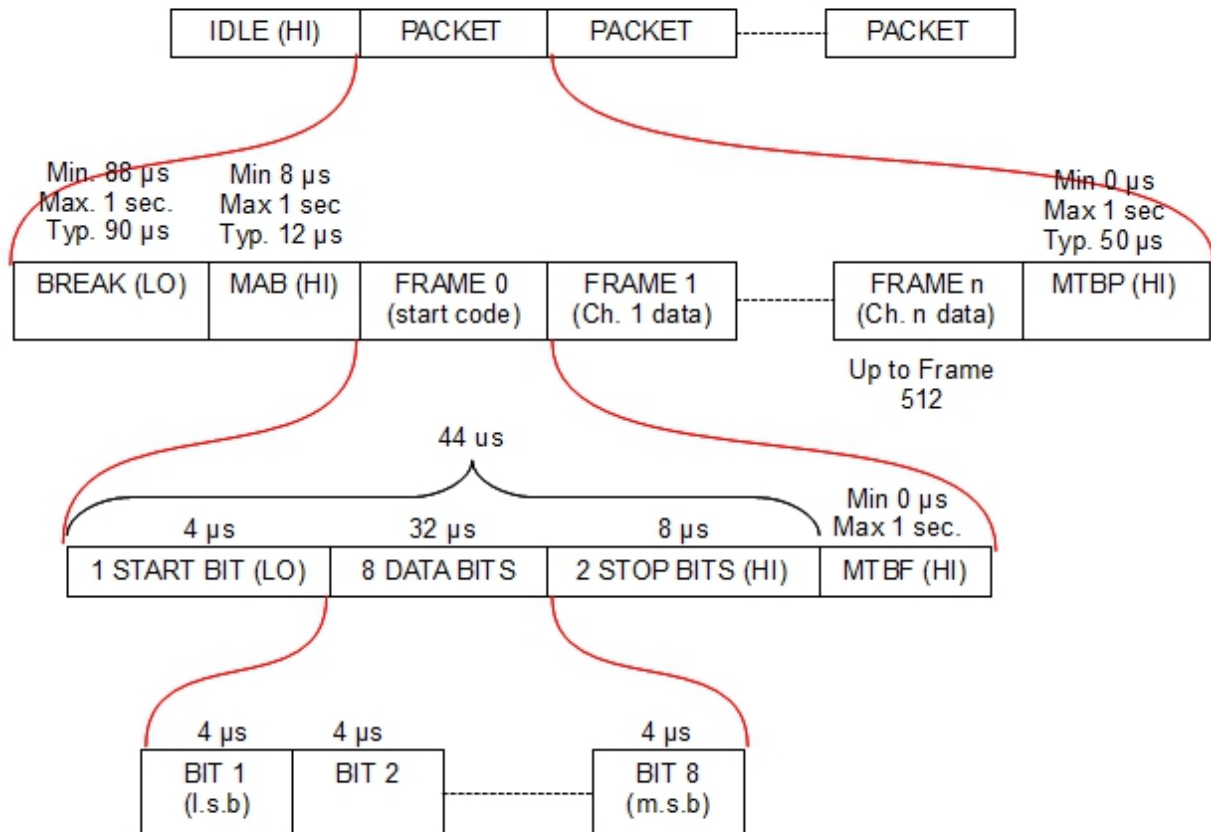 IDLE (HI)
PACKET
PACKET
PACKET
Min. 88 µs
Max. 1 sec.
Typ. 90 µs
Min 8 µs
Max 1 sec
Typ. 12 µs
Min 0 µs
Max 1 sec
Typ. 50 µs
BREAK (LO)
MAB (HI)
FRAME 0
(start code)
FRAME 1
(Ch. 1 data)
FRAME n
(Ch. n data)
MTBP (HI)
Up to Frame
512
44 us
4 µs
32 µs
8 µs
Min 0 µs
Max 1 sec.
1 START BIT (LO)
8 DATA BITS
2 STOP BITS (HI)
MTBF (HI)
4 µs
4 µs
4 µs
BIT 1
(l.s.b)
BIT 2
BIT 8
(m.s.b)